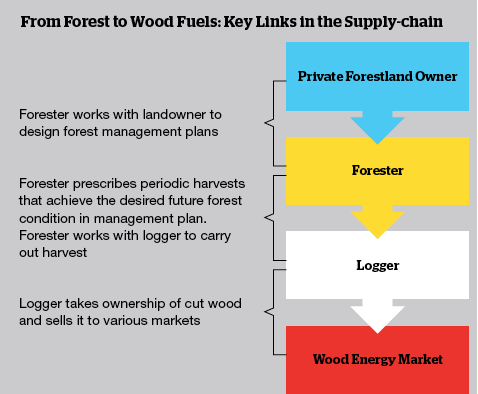 From Forest to Wood Fuels: Key Links in the Supply-chain
Private Forestland Owner
Forester works with landowner to
design forest management plans
Forester
Forester prescribes periodic harvests
that achieve the desired future forest
condition in management plan.
Forester works with logger to carry
out harvest
Logger
Logger takes ownership of cut wood
and sells it to various markets
Wood Energy Market